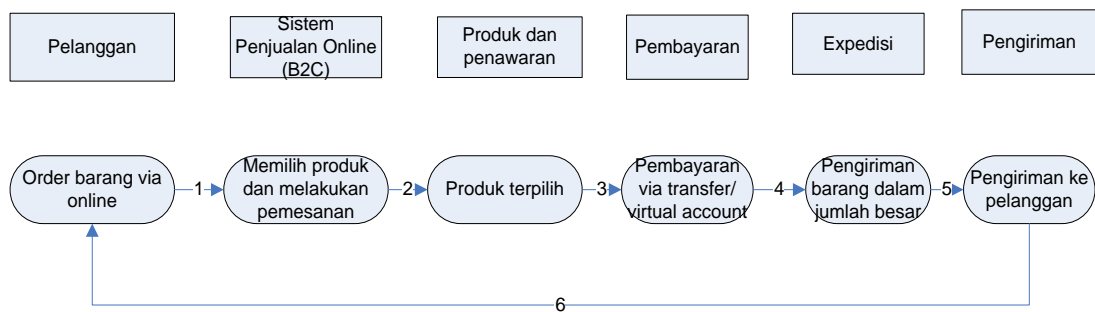 Pelanggan
Sistem
Penjualan Online
(B2C)
Produk dan
penawaran
Pembayaran
Expedisi
Pengiriman
Order barang via
online
1
Memilih produk
dan melakukan
pemesanan
2
Produk terpilih
3
Pembayaran
via transfer/
virtual account
4
Pengiriman
barang dalam
jumlah besar
5
Pengiriman ke
pelanggan
6